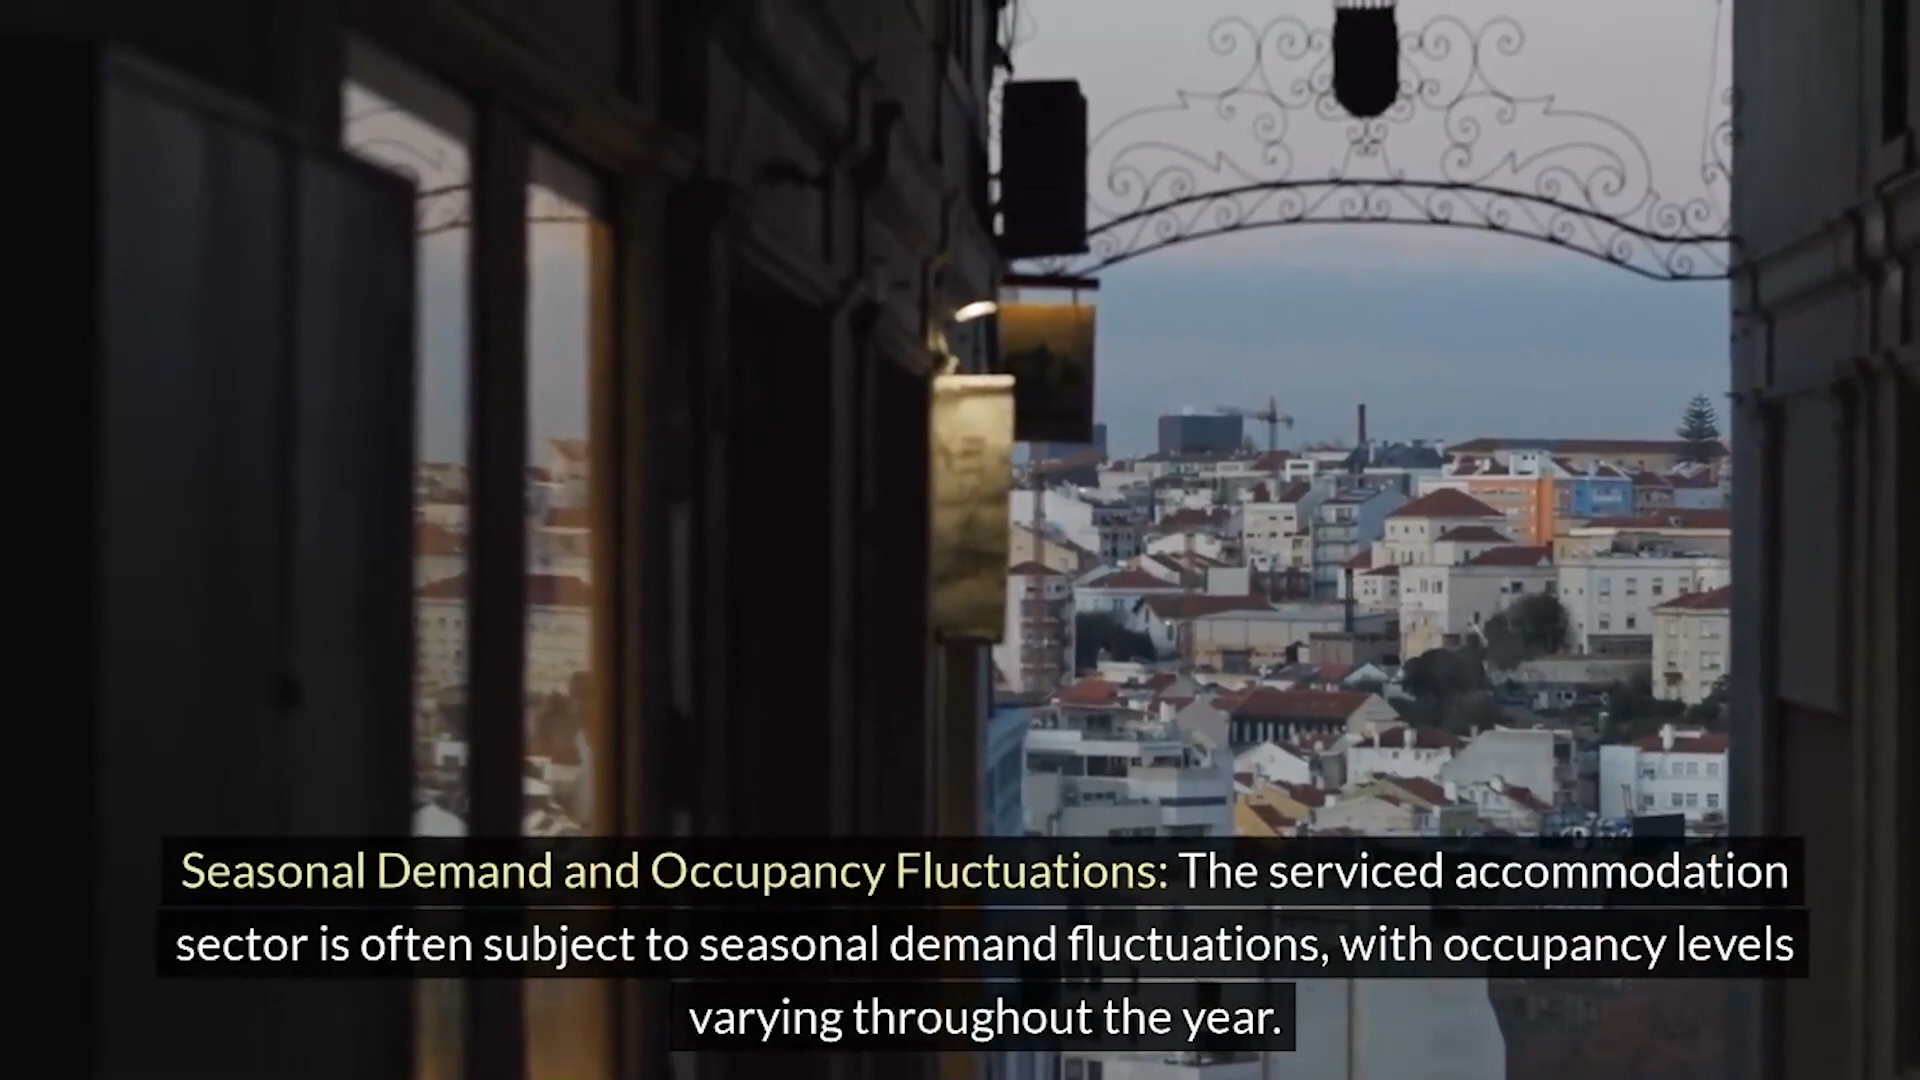 Seasonal Demand and Occupancy Fluctuations: The serviced accommodation
sector is often subject to seasonal demand fluctuations, with occupancy levels
varying throughout the year.